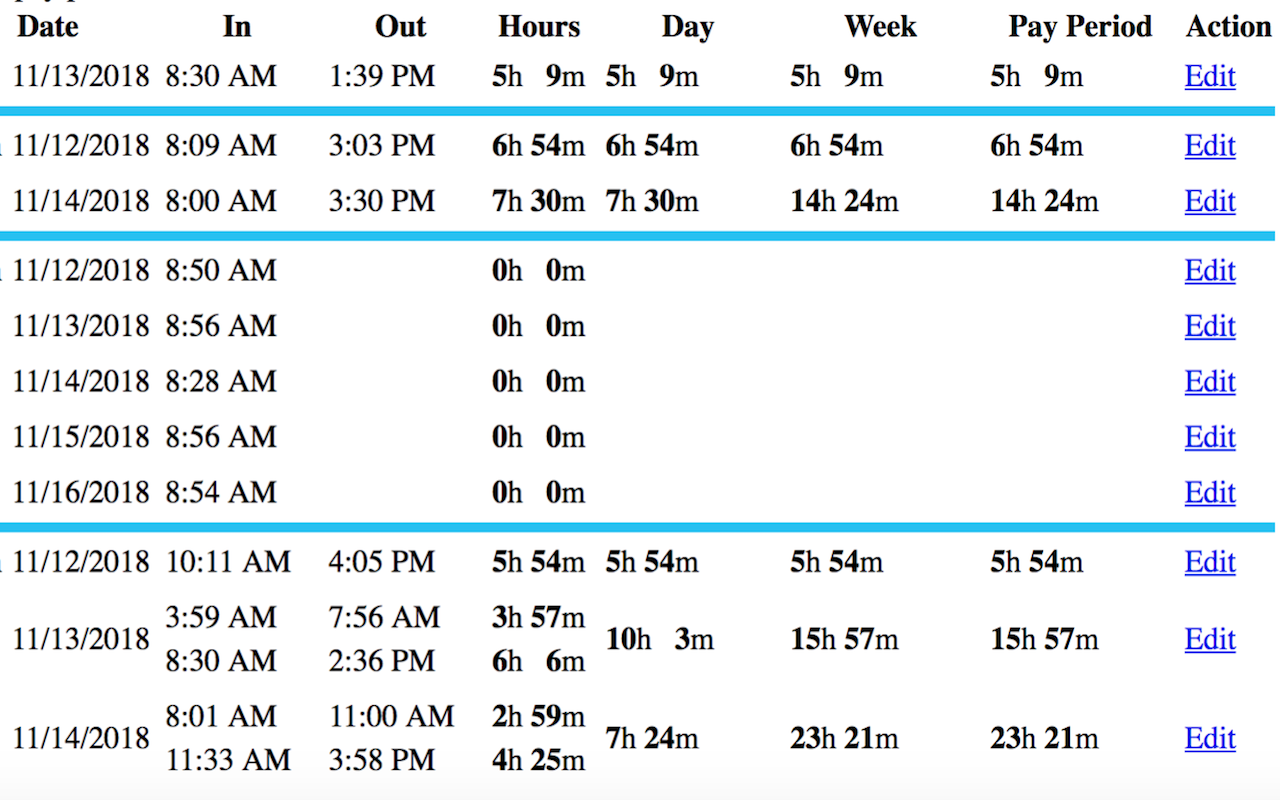 Date In Out Hours Day Week Pay Period Action
11/13/2018 8:30 AM 1:39 PM 5h 9m 5h 9m 5h 9m 5h 9m Edit
11/12/2018 8:09 AM 3:03 PM 6h 54m 6h 54m 6h 54m 6h 54m Edit
11/14/2018 8:00 AM 3:30 PM 7h 30m 7h 30m 14h 24m 14h 24m Edit
11/12/2018 8:50 AM 0h 0m Edit
11/13/2018 8:56 AM 0h 0m Edit
11/14/2018 8:28 AM 0h 0m Edit
11/15/2018 8:56 AM 0h 0m Edit
11/16/2018 8:54 AM 0h 0m Edit
11/12/2018 10:11 AM 4:05 PM 5h 54m 5h 54m 5h 54m 5h 54m Edit
3:59 AM 7:56 AM 3h 57m
11/13/2018 10h 3m 15h 57m 15h 57m Edit
8:30 AM 2:36 PM 6h 6m
8:01 AM 11:00 AM 2h 59m
11/14/2018 7h 24m 23h 21m 23h 21m Edit
11:33 AM 3:58 PM 4h 25m